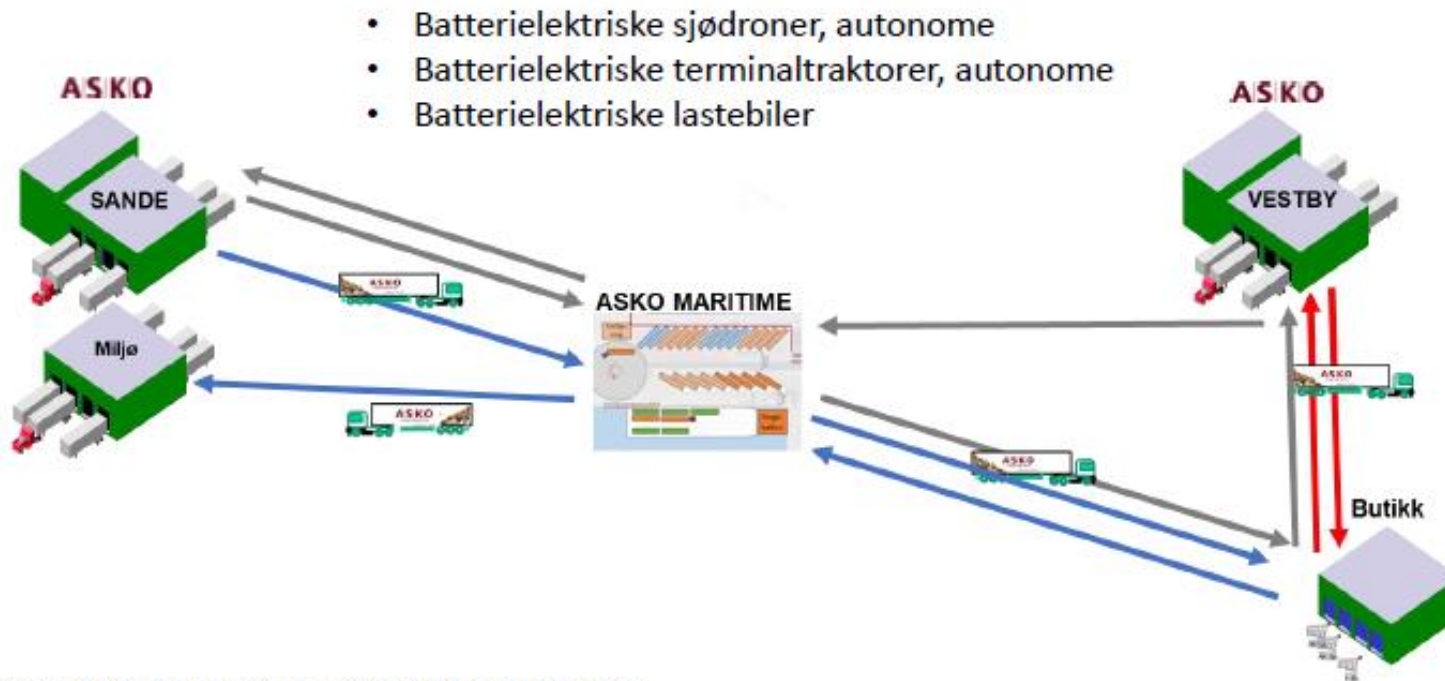 • Batterielektriske sjødroner, autonome
• Batterielektriske terminaltraktorer, autonome
• Batterielektriske lastebiler
ASKO
ASKO
SANDE
VESTBY
ASKO
ASKO MARITIME
Miljø
ASKO
ASKO
ASKO
Butikk